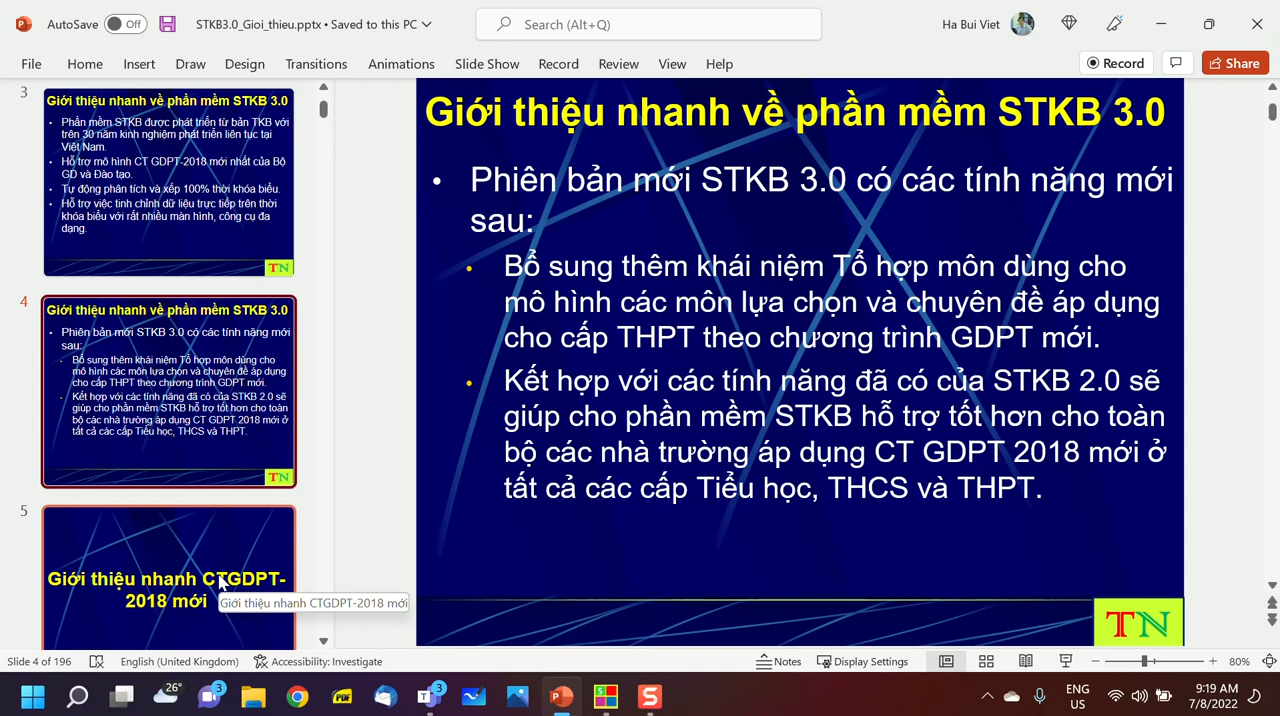 AutoSave Off STKB3.0_Gioi_thieu.pptx • Saved to this PC Search (Alt+Q) Ha Bui Viet
File Home Insert Draw Design Transitions Animations Slide Show Record Review View Help Record Share
3
Giới thiệu nhanh về phần mềm STKB 3.0
• Phần mềm STKB được phát triển từ bản TKB với
trên 30 năm kinh nghiệm phát triển liên tục tại
Việt Nam.
• Hỗ trợ mô hình CT GDPT-2018 mới nhất của Bộ
GD và Đào tạo.
• Tự động phân tích và xếp 100% thời khóa biểu.
• Hỗ trợ việc tinh chỉnh dữ liệu trực tiếp trên thời
khóa biểu với rất nhiều màn hình, công cụ đa
dạng.
TN
4
Giới thiệu nhanh về phần mềm STKB 3.0
• Phiên bản mới STKB 3.0 có các tính năng mới
sau:
• Bổ sung thêm khái niệm Tổ hợp môn dùng cho
mô hình các môn lựa chọn và chuyên đề áp dụng
cho cấp THPT theo chương trình GDPT mới.
• Kết hợp với các tính năng đã có của STKB 2.0 sẽ
giúp cho phần mềm STKB hỗ trợ tốt hơn cho toàn
bộ các nhà trường áp dụng CT GDPT 2018 mới ở
tất cả các cấp Tiểu học, THCS và THPT.
TN
5
Giới thiệu nhanh CTGDPT-
2018 mới
Giới thiệu nhanh CTGDPT-2018 mới
Giới thiệu nhanh về phần mềm STKB 3.0
• Phiên bản mới STKB 3.0 có các tính năng mới
sau:
• Bổ sung thêm khái niệm Tổ hợp môn dùng cho
mô hình các môn lựa chọn và chuyên đề áp dụng
cho cấp THPT theo chương trình GDPT mới.
• Kết hợp với các tính năng đã có của STKB 2.0 sẽ
giúp cho phần mềm STKB hỗ trợ tốt hơn cho toàn
bộ các nhà trường áp dụng CT GDPT 2018 mới ở
tất cả các cấp Tiểu học, THCS và THPT.
TN
Slide 4 of 196 English (United Kingdom) Accessibility: Investigate Notes Display Settings 80%
26° 3 PDF 3 ENG 9:19 AM
US 7/8/2022